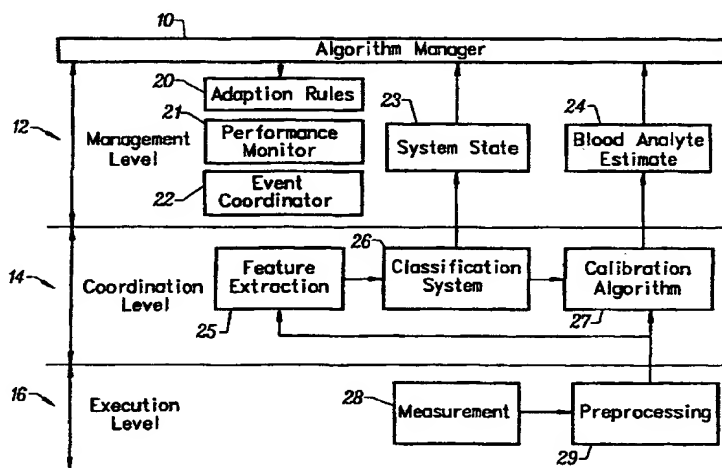 10
Algorithm Manager
20
Adaption Rules
21
Performance
Monitor
22
Event
Coordinator
12
Management
Level
23
System State
24
Blood Analyte
Estimate
14
Coordination
Level
Feature
Extraction
25
26
Classification
System
Calibration
Algorithm
27
16
Execution
Level
28
Measurement
Preprocessing
29